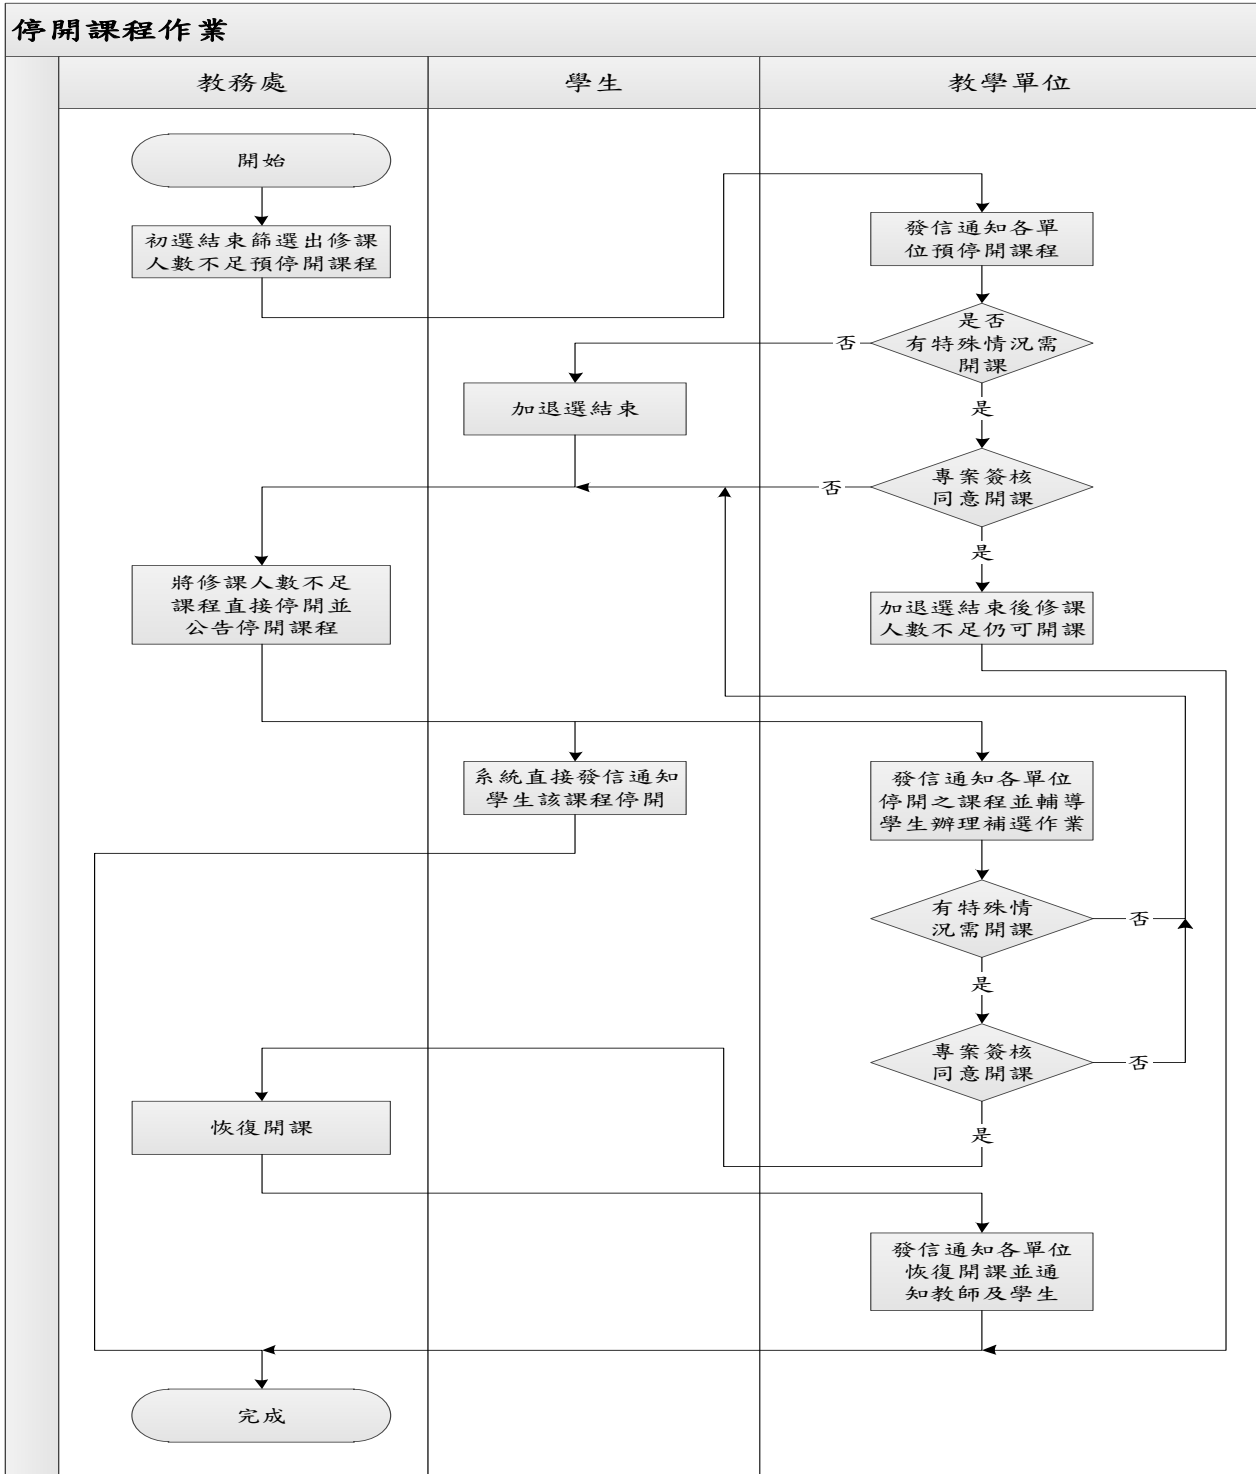 停開課程作業
教務處
學生
教學單位
開始
初選結束篩選出修課
人數不足預停開課程
發信通知各單
位預停開課程
是否
有特殊情況需
開課
否
是
加退選結束
專案簽核
同意開課
否
是
將修課人數不足
課程直接停開並
公告停開課程
加退選結束後修課
人數不足仍可開課
系統直接發信通知
學生該課程停開
發信通知各單位
停開之課程並輔導
學生辦理補選作業
有特殊情
況需開課
否
是
專案簽核
同意開課
否
是
恢復開課
發信通知各單位
恢復開課並通
知教師及學生
完成